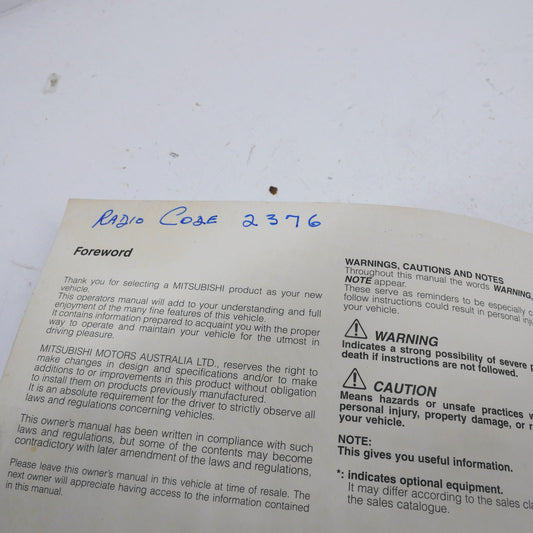 RADIO CODE 2376
Foreword
Thank you for selecting a MITSUBISHI product as your new
vehicle.
This operators manual will add to your understanding and full
enjoyment of the many fine features of this vehicle.
It contains information prepared to acquaint you with the proper
way to operate and maintain your vehicle for the utmost in
driving pleasure.
MITSUBISHI MOTORS AUSTRALIA LTD., reserves the right to
make changes in design and specifications and/or to make
additions to or improvements in this product without obligation
to install them on products previously manufactured.
It is an absolute requirement for the driver to strictly observe all
laws and regulations concerning vehicles.
This owner's manual has been written in compliance with such
laws and regulations, but some of the contents may become
contradictory with later amendment of the laws and regulations,
Please leave this owner's manual in this vehicle at time of resale. The
next owner will appreciate having access to the information contained
in this manual.
WARNINGS, CAUTIONS AND NOTES
Throughout this manual the words WARNING,
NOTE appear.
These serve as reminders to be especially
follow instructions could result in personal
your vehicle.
WARNING
Indicates a strong possibility of severe
death if instructions are not followed.
CAUTION
Means hazards or unsafe practices
personal injury, property damage, or
your vehicle.
NOTE:
This gives you useful information.
*: indicates optional equipment.
It may differ according to the sales
the sales catalogue.